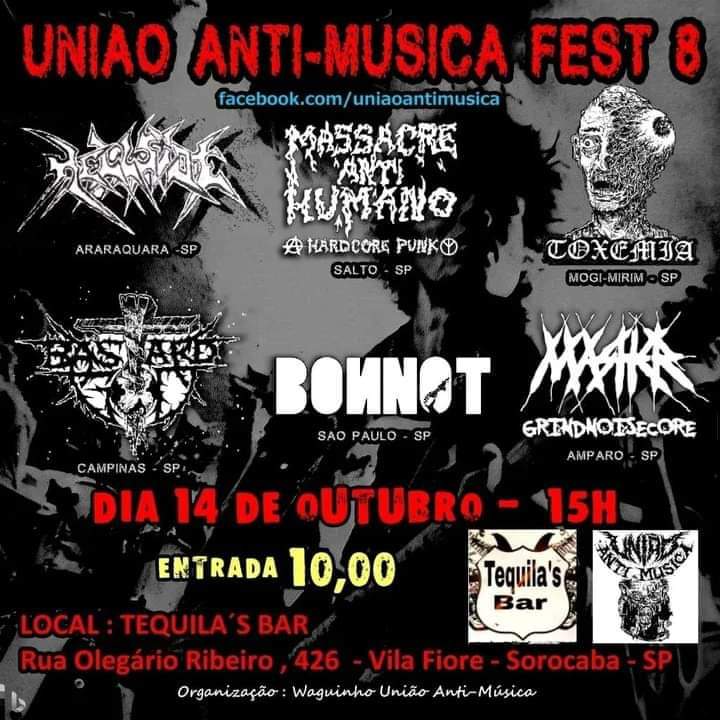 UNIAO ANTI-MUSICA FEST 8
facebook.com/uniaoantimusica
ARARAQUARA -SP
MASSACRE
ANTI
HUMANO
HARDCORE PUNK
SALTO - SP
TOXEMIA
MOGI-MIRIM - SP
BASTARD
CAMPINAS - SP
BONNOT
SAO PAULO - SP
GRINDNOISECORE
AMPARO - SP
DIA 14 DE OUTUBRO - 15H
ENTRADA 10,00
Tequila's
Bar
UNIAO
ANTI MUSICA
LOCAL : TEQUILA´S BAR
Rua Olegário Ribeiro , 426 - Vila Fiore - Sorocaba - SP
Organização : Waguinho União Anti-Música